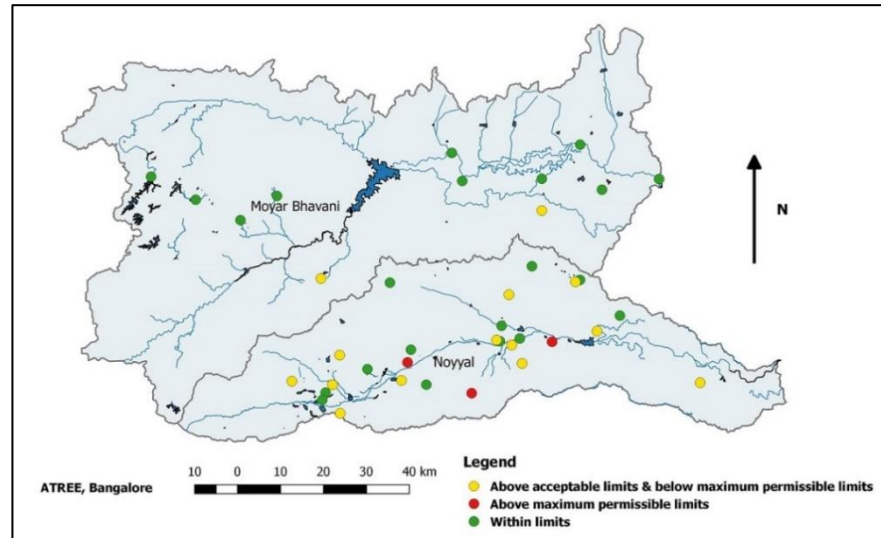 Moyar Bhavani
N
Noyyal
Legend
10 0 10 20 30 40 km
ATREE, Bangalore
Above acceptable limits & below maximum permissible limits
Above maximum permissible limits
Within limits